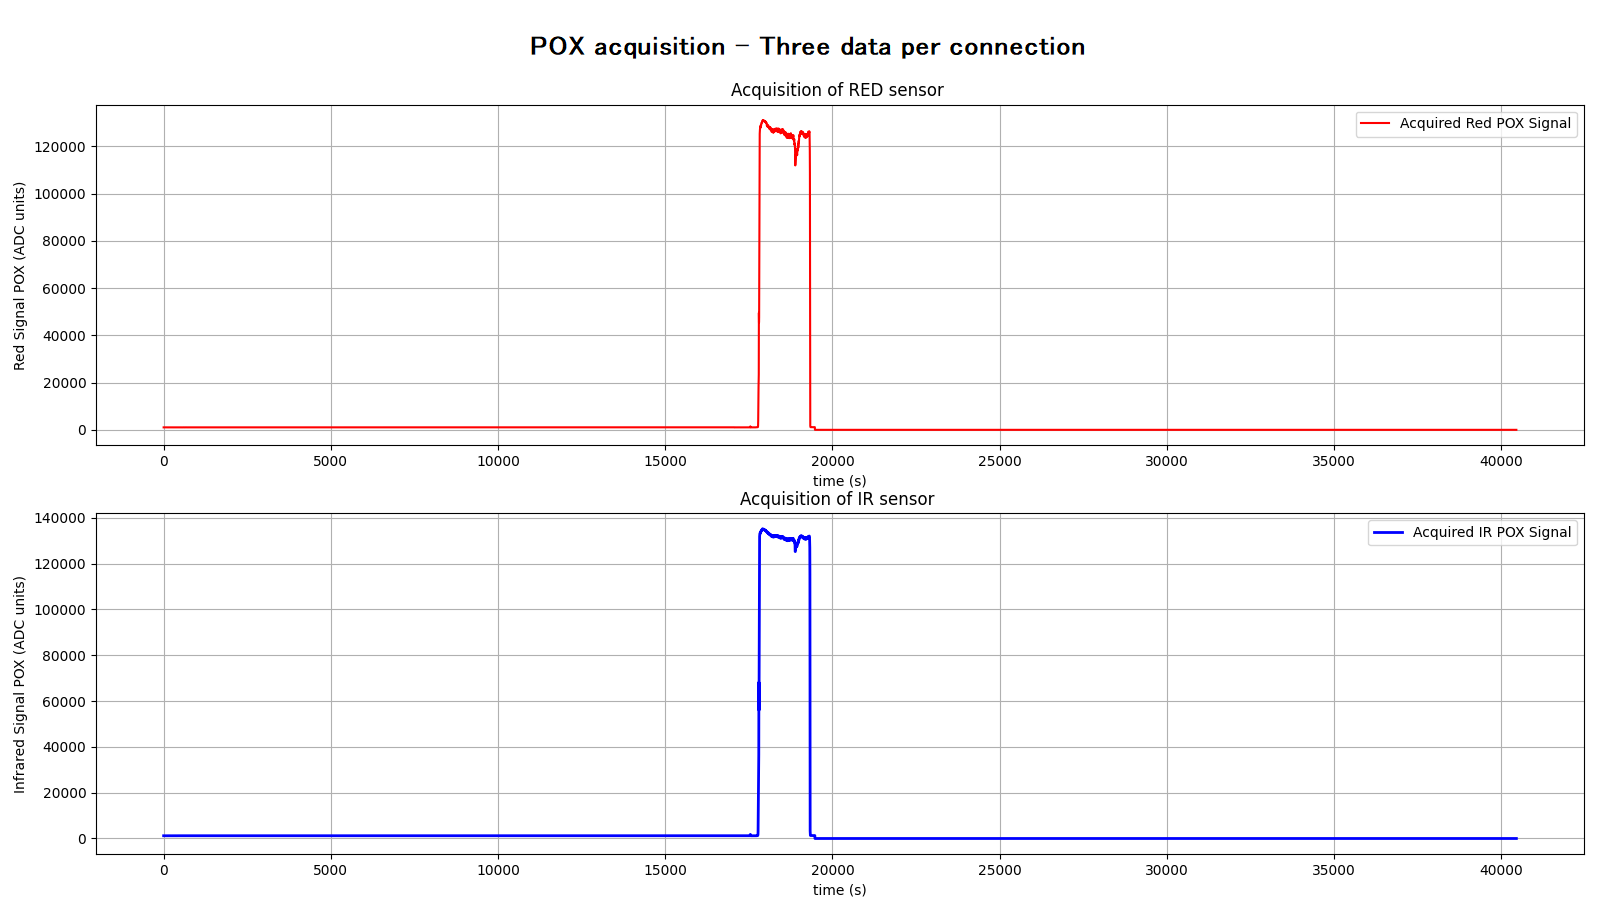 POX acquisition – Three data per connection
Acquisition of RED sensor
Acquired Red POX Signal
Red Signal POX (ADC units)
120000
100000
80000
60000
40000
20000
0
0 5000 10000 15000 20000 25000 30000 35000 40000
time (s)
Acquisition of IR sensor
Acquired IR POX Signal
Infrared Signal POX (ADC units)
140000
120000
100000
80000
60000
40000
20000
0
0 5000 10000 15000 20000 25000 30000 35000 40000
time (s)